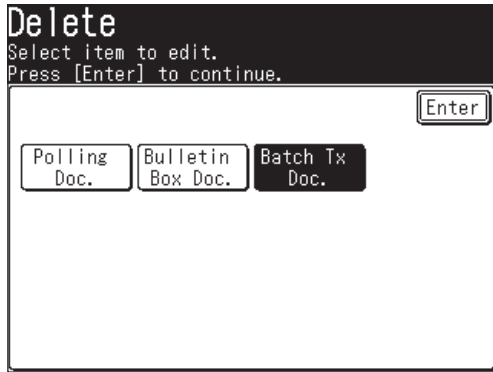 Delete
Select item to edit.
Press [Enter] to continue.
Enter
Polling Doc.
Bulletin Box Doc.
Batch Tx Doc.